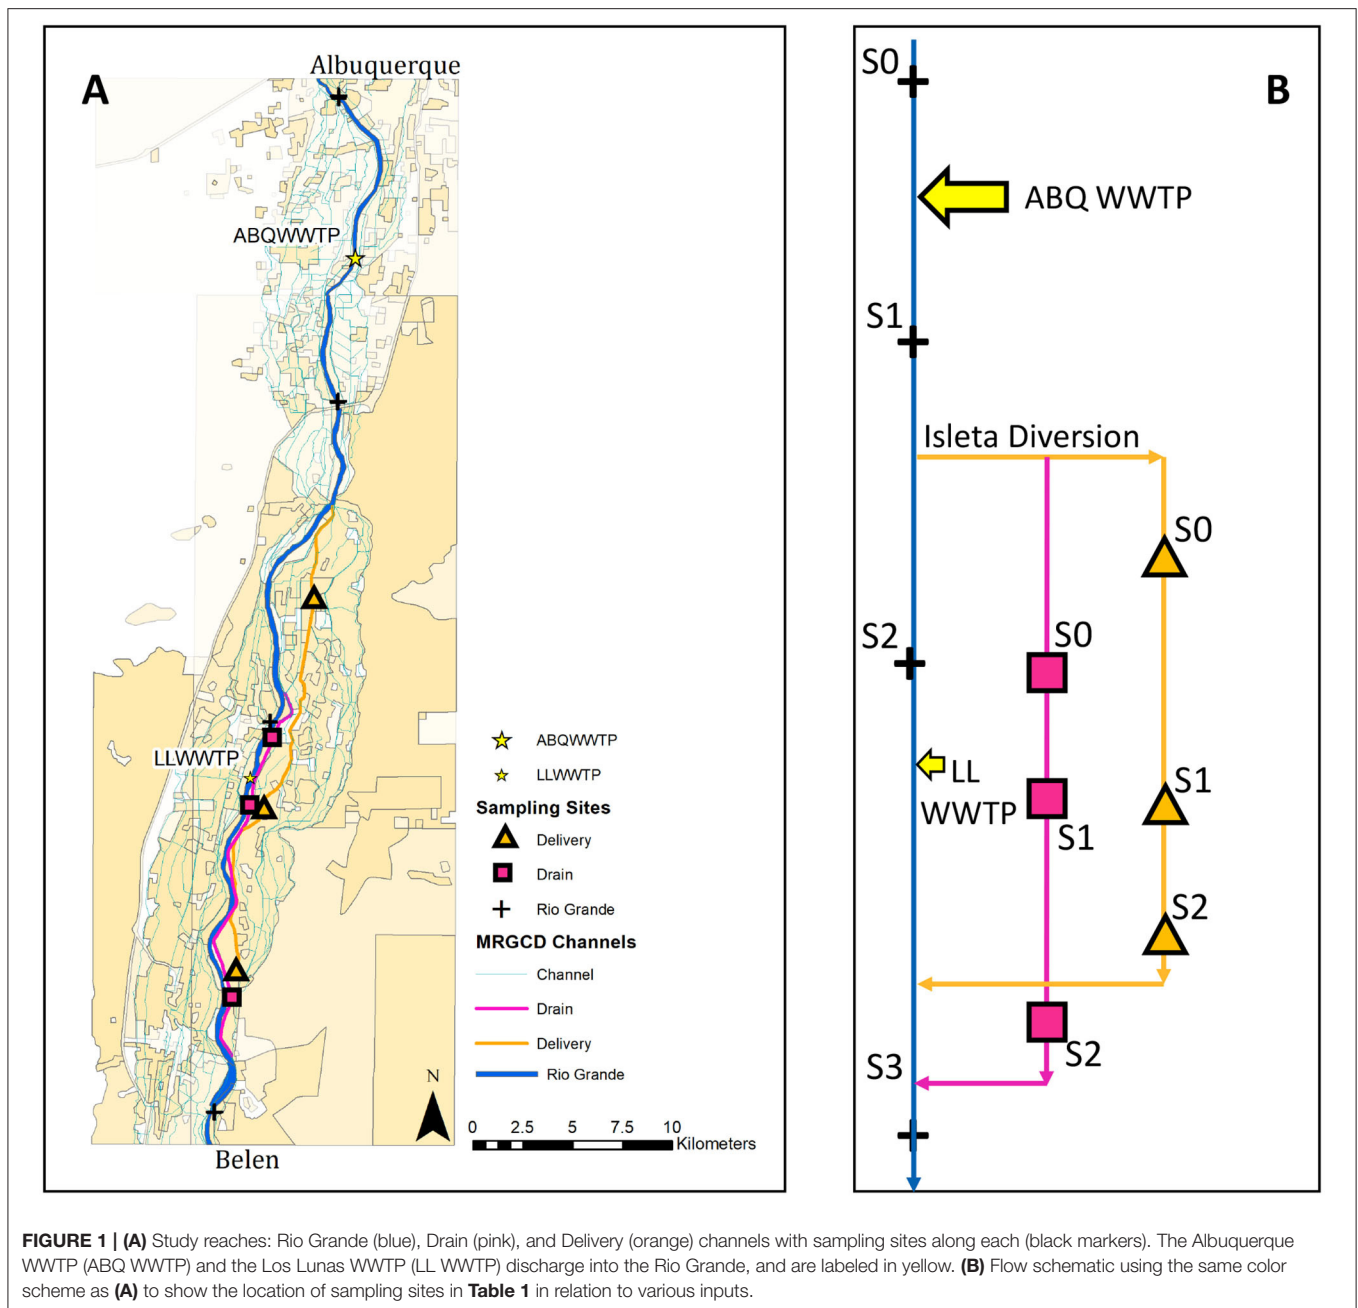 A
Albuquerque
ABQWWTP
LLWWTP
Belen
ABQWWTP
LLWWTP
Sampling Sites
Delivery
Drain
Rio Grande
MRGCD Channels
Channel
Drain
Delivery
Rio Grande
N
0 2.5 5 7.5 10
Kilometers
B
S0
ABQ WWTP
S1
Isleta Diversion
S0
S0
S2
LL
WWTP
S1
S1
S2
S2
S3
FIGURE 1 | (A) Study reaches: Rio Grande (blue), Drain (pink), and Delivery (orange) channels with sampling sites along each (black markers). The Albuquerque
WWTP (ABQ WWTP) and the Los Lunas WWTP (LL WWTP) discharge into the Rio Grande, and are labeled in yellow. (B) Flow schematic using the same color
scheme as (A) to show the location of sampling sites in Table 1 in relation to various inputs.